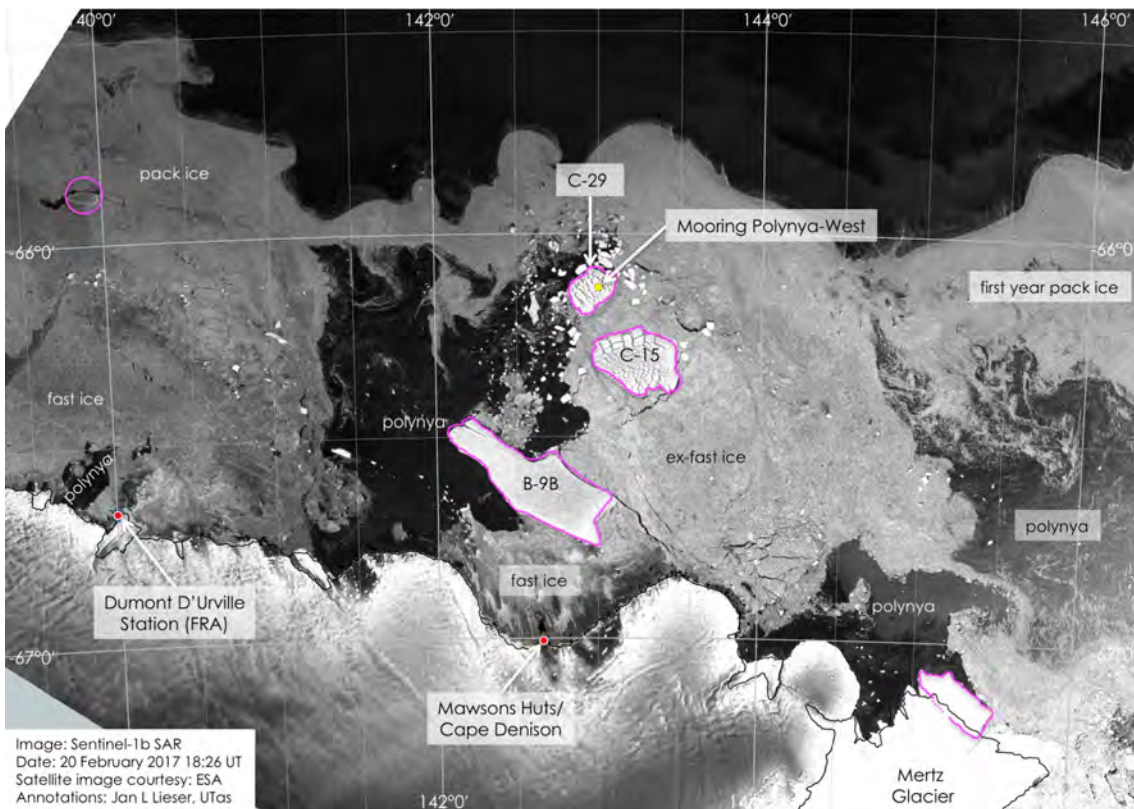 40°0'
142°0'
144°0'
146°0'
pack ice
C-29
Mooring Polynya-West
-66°0'
-66°0'
first year pack ice
C-15
fast ice
polynya
ex-fast ice
polynya
B-9B
polynya
fast ice
Dumont D'Urville
Station (FRA)
polynya
-67°0'
Mawsons Huts/
Cape Denison
Image: Sentinel-1b SAR
Date: 20 February 2017 18:26 UT
Satellite image courtesy: ESA
Annotations: Jan L Lieser, UTas
142°0'
Mertz
Glacier